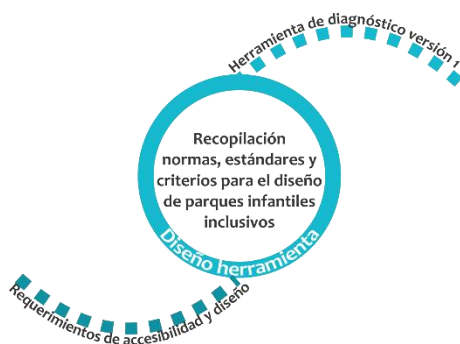 Herramienta de diagnóstico versión 1
Recopilación
normas, estándares y
criterios para el diseño
de parques infantiles
inclusivos
Diseño herramienta
Requerimientos de accesibilidad y diseño